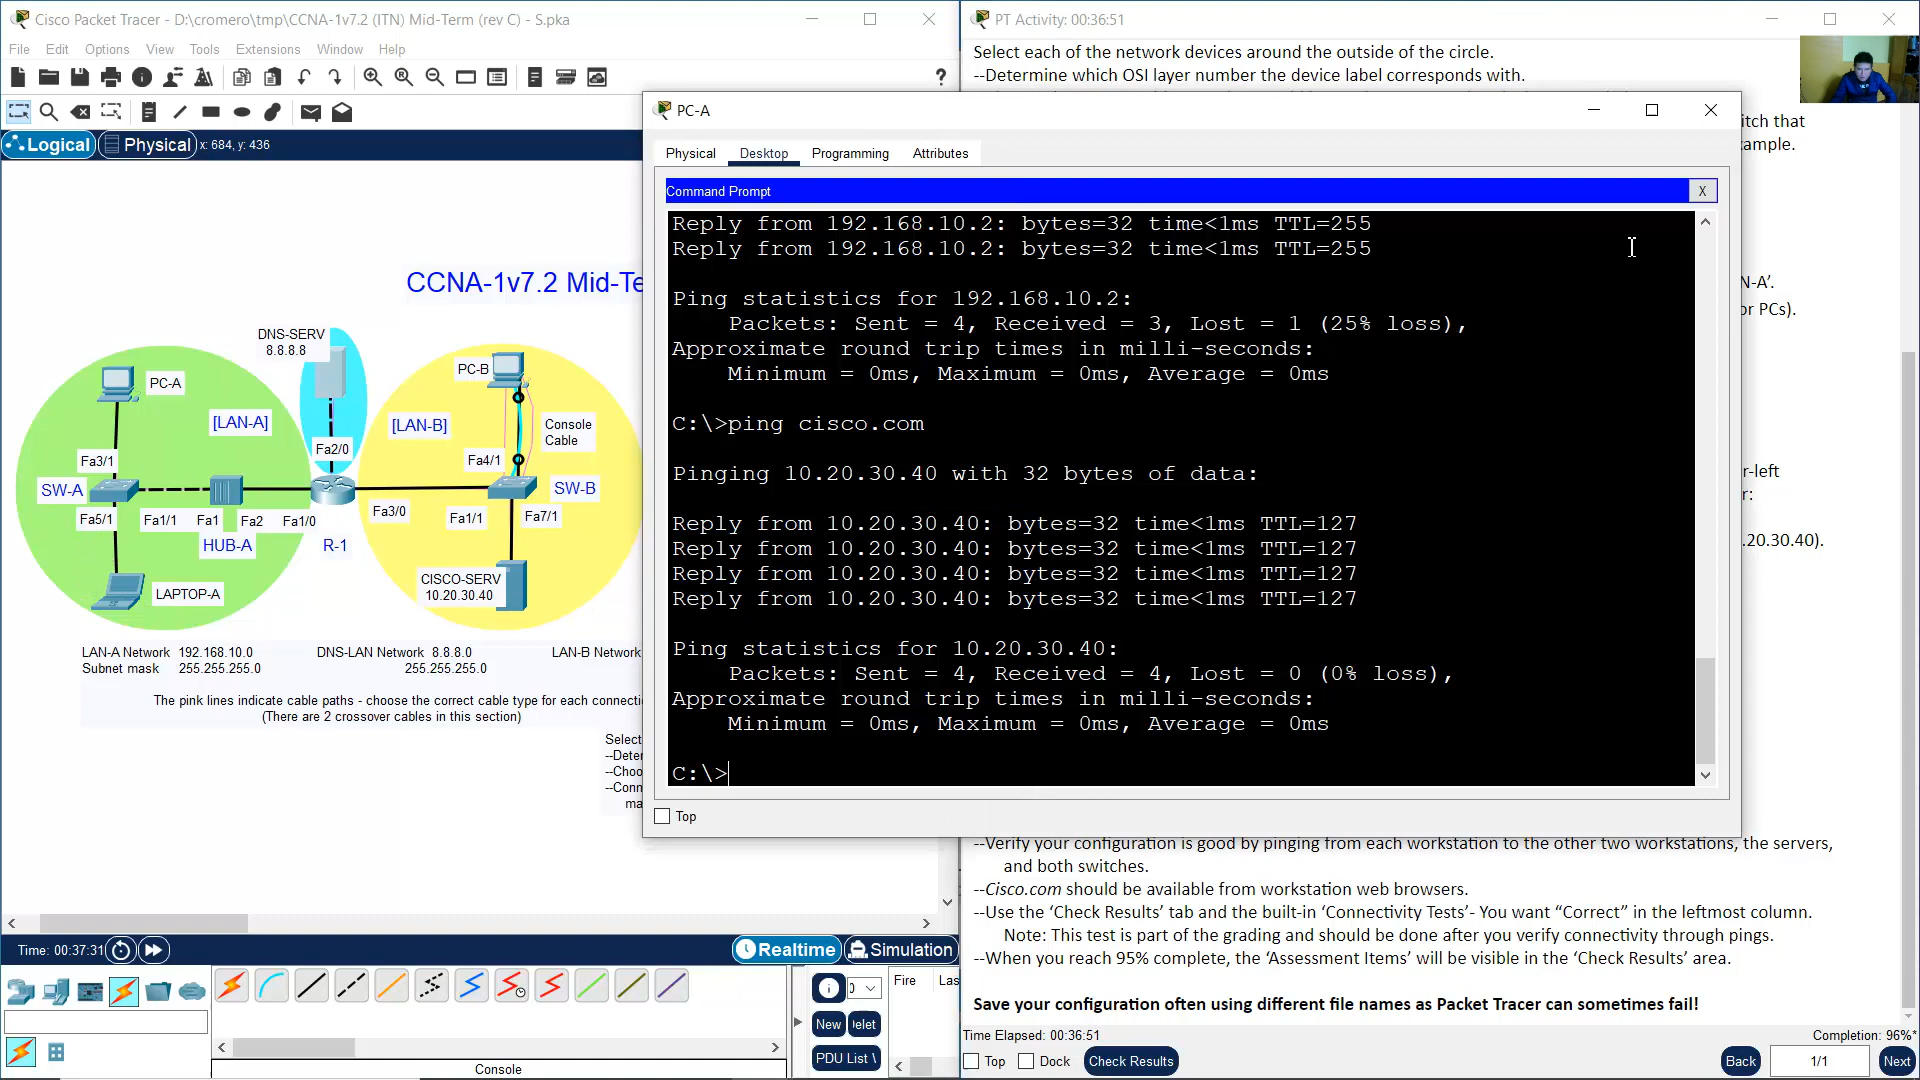 Cisco Packet Tracer - D:\cromero\tmp\CCNA-1v7.2 (ITN) Mid-Term (rev C) - S.pka
File Edit Options View Tools Extensions Window Help
?
Logical
Physical
x: 684, y: 436
CCNA-1v7.2 Mid-Te
DNS-SERV
8.8.8.8
PC-A
[LAN-A]
Fa2/0
PC-B
[LAN-B]
Console
Cable
Fa3/1
Fa4/1
SW-A
SW-B
Fa5/1
Fa1/1
Fa1
Fa2
Fa1/0
Fa3/0
Fa1/1
Fa7/1
HUB-A
R-1
CISCO-SERV
10.20.30.40
LAPTOP-A
LAN-A Network 192.168.10.0
Subnet mask 255.255.255.0
DNS-LAN Network 8.8.8.0
255.255.255.0
LAN-B Network
The pink lines indicate cable paths - choose the correct cable type for each connecti
(There are 2 crossover cables in this section)
Select
--Deter
--Choo
--Conn
ma
Time: 00:37:31
Realtime
Simulation
Fire
Las
0
New
elet
PDU List \
Console
PC-A
Physical Desktop Programming Attributes
Command Prompt
X
Reply from 192.168.10.2: bytes=32 time<1ms TTL=255
Reply from 192.168.10.2: bytes=32 time<1ms TTL=255
Ping statistics for 192.168.10.2:
Packets: Sent = 4, Received = 3, Lost = 1 (25% loss),
Approximate round trip times in milli-seconds:
Minimum = 0ms, Maximum = 0ms, Average = 0ms
C:\>ping cisco.com
Pinging 10.20.30.40 with 32 bytes of data:
Reply from 10.20.30.40: bytes=32 time<1ms TTL=127
Reply from 10.20.30.40: bytes=32 time<1ms TTL=127
Reply from 10.20.30.40: bytes=32 time<1ms TTL=127
Reply from 10.20.30.40: bytes=32 time<1ms TTL=127
Ping statistics for 10.20.30.40:
Packets: Sent = 4, Received = 4, Lost = 0 (0% loss),
Approximate round trip times in milli-seconds:
Minimum = 0ms, Maximum = 0ms, Average = 0ms
C:\>
Top
PT Activity: 00:36:51
Select each of the network devices around the outside of the circle.
--Determine which OSI layer number the device label corresponds with.
itch that
ample.
N-A’.
or PCs).
er-left
r:
.20.30.40).
--Verify your configuration is good by pinging from each workstation to the other two workstations, the servers,
and both switches.
--Cisco.com should be available from workstation web browsers.
--Use the ‘Check Results’ tab and the built-in ‘Connectivity Tests’- You want “Correct” in the leftmost column.
Note: This test is part of the grading and should be done after you verify connectivity through pings.
--When you reach 95% complete, the ‘Assessment Items’ will be visible in the ‘Check Results’ area.
Save your configuration often using different file names as Packet Tracer can sometimes fail!
Time Elapsed: 00:36:51
Completion: 96%*
Top
Dock
Check Results
Back
1/1
Next